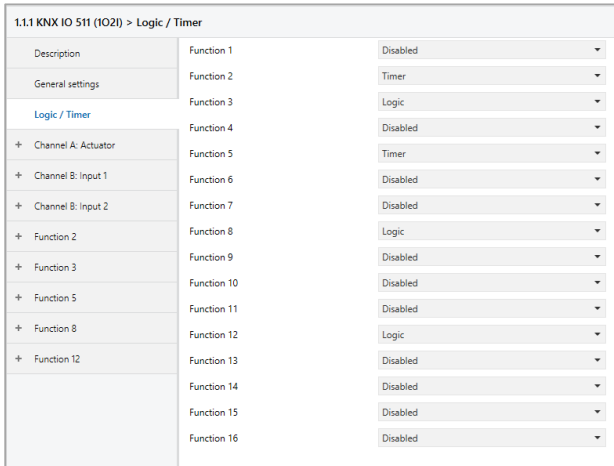 1.1.1 KNX IO 511 (1O2I) > Logic / Timer
Description
General settings
Logic / Timer
+ Channel A: Actuator
+ Channel B: Input 1
+ Channel B: Input 2
+ Function 2
+ Function 3
+ Function 5
+ Function 8
+ Function 12
Function 1 Disabled
Function 2 Timer
Function 3 Logic
Function 4 Disabled
Function 5 Timer
Function 6 Disabled
Function 7 Disabled
Function 8 Logic
Function 9 Disabled
Function 10 Disabled
Function 11 Disabled
Function 12 Logic
Function 13 Disabled
Function 14 Disabled
Function 15 Disabled
Function 16 Disabled